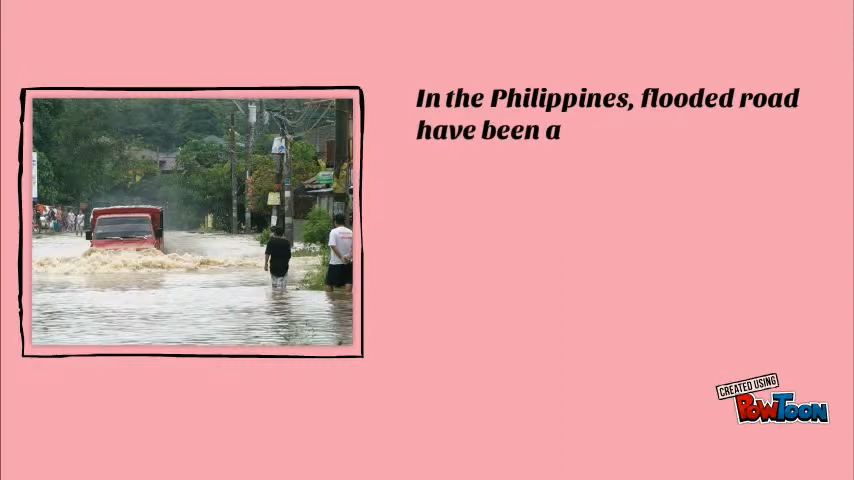 In the Philippines, flooded road
have been a
CREATED USING
POWTOON